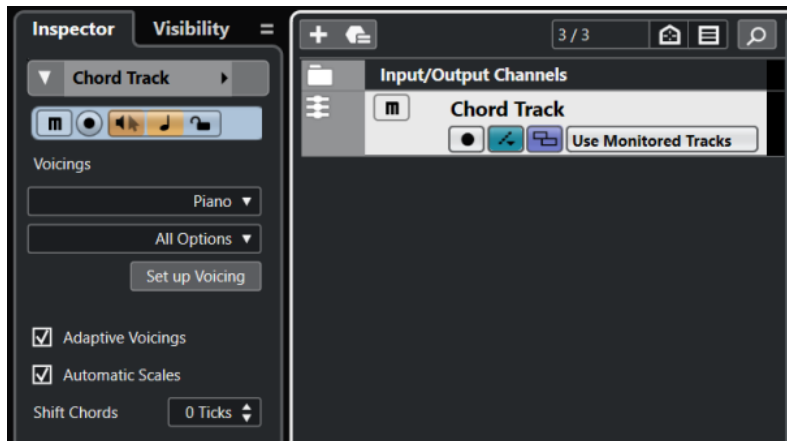 Inspector Visibility
Chord Track
m
Voicings
Piano
All Options
Set up Voicing
Adaptive Voicings
Automatic Scales
Shift Chords 0 Ticks
3 / 3
Input/Output Channels
m Chord Track
Use Monitored Tracks